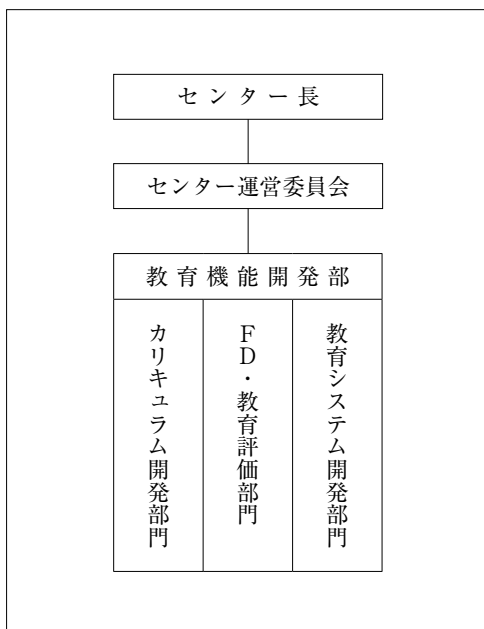 センター長
センター運営委員会
教育機能開発部
カリキュラム開発部門
FD・教育評価部門
教育システム開発部門